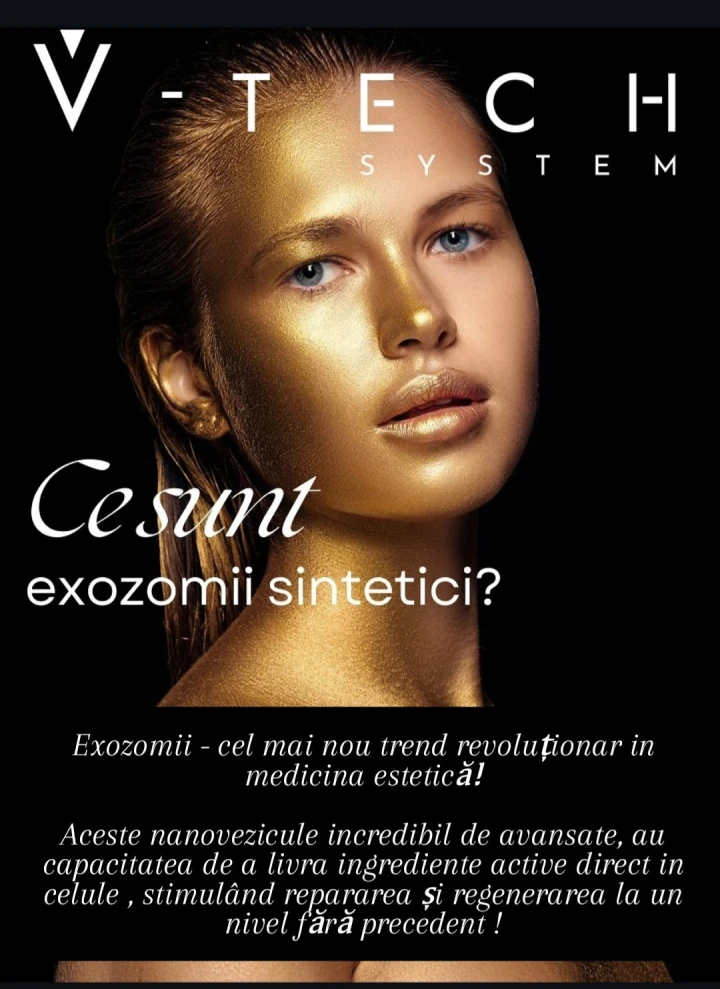 V-TECH
SYSTEM
Ce sunt
exozomii sintetici?
Exozomii - cel mai nou trend revoluționar in
medicina estetică!
Aceste nanovezicule incredibil de avansate, au
capacitatea de a livra ingrediente active direct in
celule , stimulând repararea și regenerarea la un
nivel fără precedent !